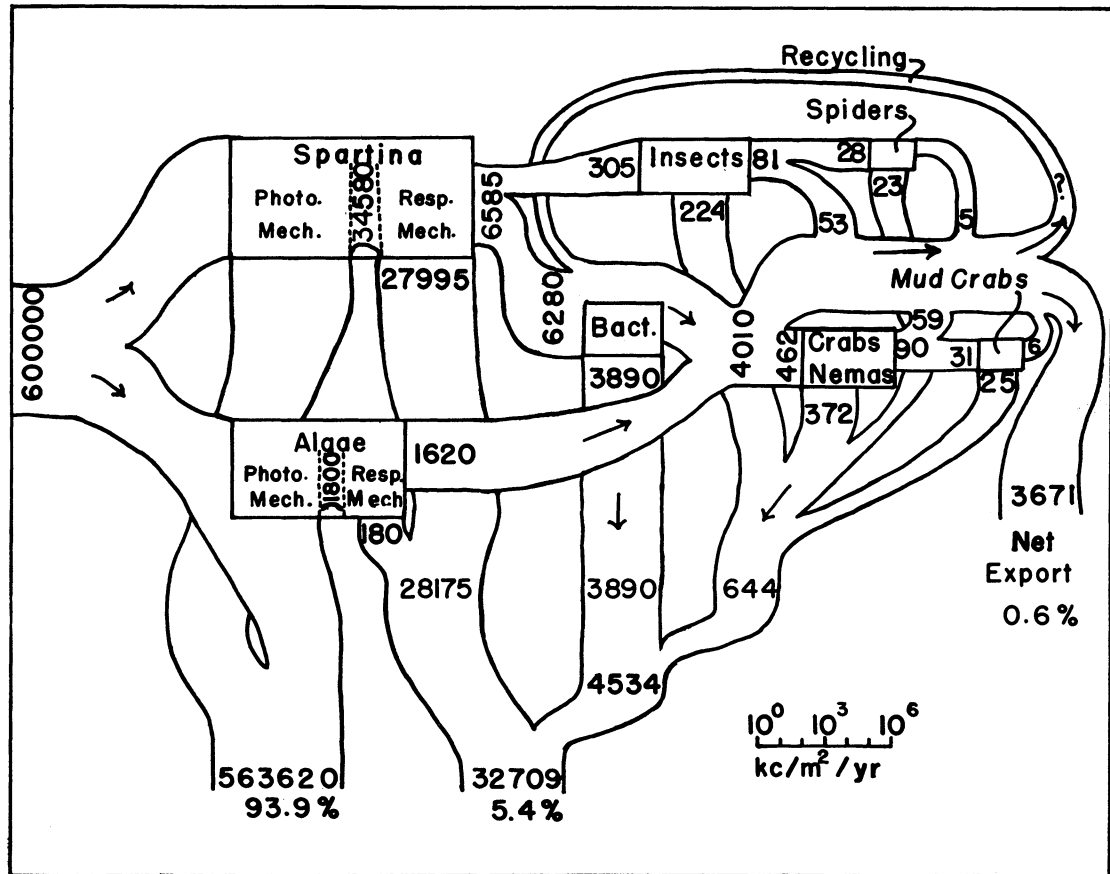 Recycling
Spiders
Spartina
Photo.
Mech.
34580
Resp.
Mech.
6585
305
Insects
81
28
23
224
53
5
?
27995
600000
6280
Bact.
3890
4010
462
Crabs
Nemas
Mud Crabs
59
90
31
6
25
372
Algae
Photo.
Mech.
1800
Resp.
Mech
1620
180
28175
3890
644
3671
Net
Export
0.6%
4534
563620
93.9%
32709
5.4%
10⁰ 10³ 10⁶
kc/m²/yr